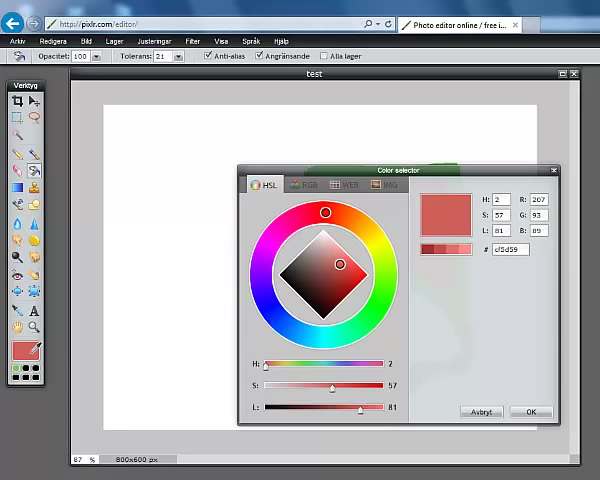 http://pixlr.com/editor/
Photo editor online / free i...
Arkiv Redigera Bild Lager Justeringar Filter Visa Språk Hjälp
Opacitet: 100 Tolerans: 21 Anti-alias Angränsande Alla lager
Verktyg
test
Color selector
HSL RGB WEB IMG
H: 2 R: 207
S: 57 G: 93
L: 81 B: 89
# cf5d59
H: 2
S: 57
L: 81
Avbryt OK
87 % 800x600 px